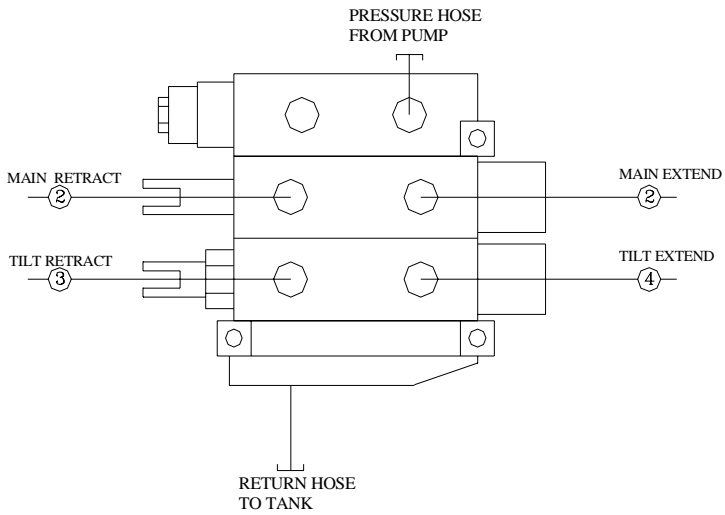 PRESSURE HOSE
FROM PUMP
MAIN RETRACT
2
MAIN EXTEND
2
TILT RETRACT
3
TILT EXTEND
4
RETURN HOSE
TO TANK